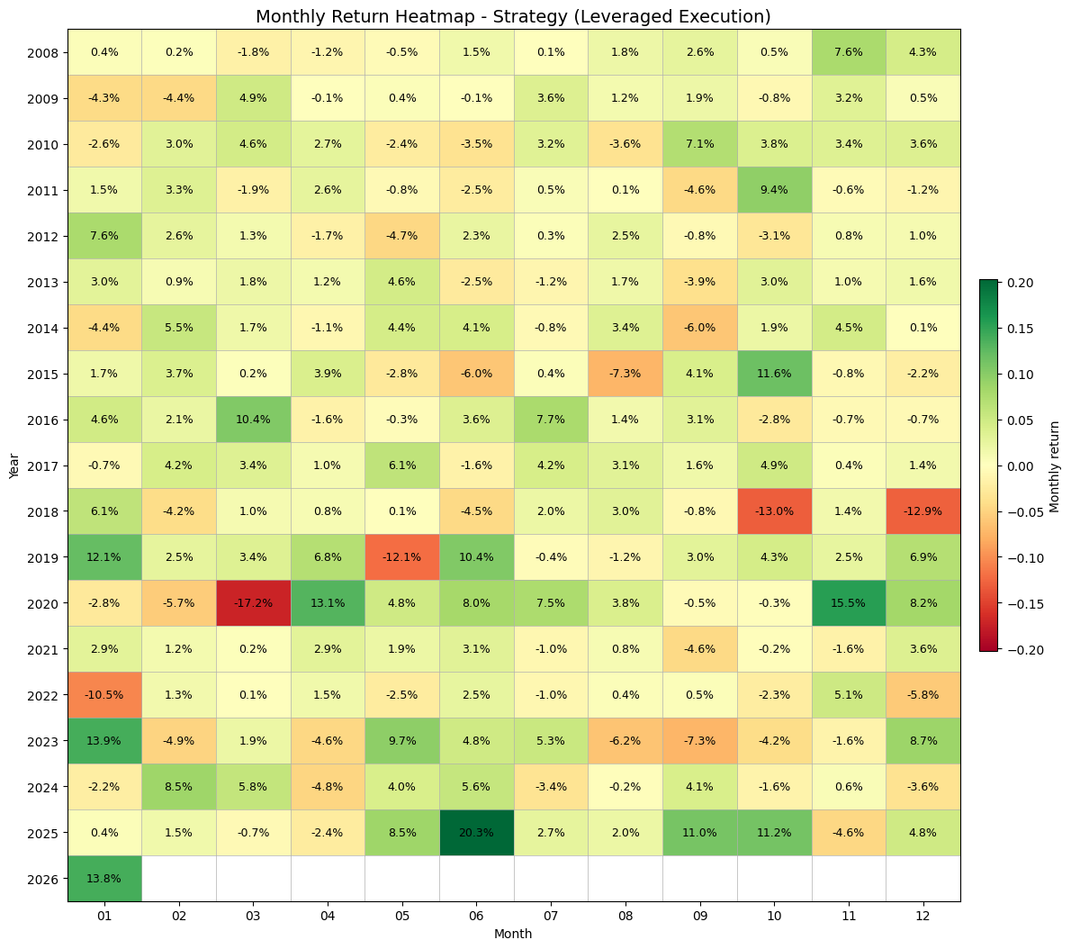 Monthly Return Heatmap - Strategy (Leveraged Execution)
2008 0.4% 0.2% -1.8% -1.2% -0.5% 1.5% 0.1% 1.8% 2.6% 0.5% 7.6% 4.3%
2009 -4.3% -4.4% 4.9% -0.1% 0.4% -0.1% 3.6% 1.2% 1.9% -0.8% 3.2% 0.5%
2010 -2.6% 3.0% 4.6% 2.7% -2.4% -3.5% 3.2% -3.6% 7.1% 3.8% 3.4% 3.6%
2011 1.5% 3.3% -1.9% 2.6% -0.8% -2.5% 0.5% 0.1% -4.6% 9.4% -0.6% -1.2%
2012 7.6% 2.6% 1.3% -1.7% -4.7% 2.3% 0.3% 2.5% -0.8% -3.1% 0.8% 1.0%
2013 3.0% 0.9% 1.8% 1.2% 4.6% -2.5% -1.2% 1.7% -3.9% 3.0% 1.0% 1.6%
2014 -4.4% 5.5% 1.7% -1.1% 4.4% 4.1% -0.8% 3.4% -6.0% 1.9% 4.5% 0.1%
2015 1.7% 3.7% 0.2% 3.9% -2.8% -6.0% 0.4% -7.3% 4.1% 11.6% -0.8% -2.2%
2016 4.6% 2.1% 10.4% -1.6% -0.3% 3.6% 7.7% 1.4% 3.1% -2.8% -0.7% -0.7%
2017 -0.7% 4.2% 3.4% 1.0% 6.1% -1.6% 4.2% 3.1% 1.6% 4.9% 0.4% 1.4%
2018 6.1% -4.2% 1.0% 0.8% 0.1% -4.5% 2.0% 3.0% -0.8% -13.0% 1.4% -12.9%
2019 12.1% 2.5% 3.4% 6.8% -12.1% 10.4% -0.4% -1.2% 3.0% 4.3% 2.5% 6.9%
2020 -2.8% -5.7% -17.2% 13.1% 4.8% 8.0% 7.5% 3.8% -0.5% -0.3% 15.5% 8.2%
2021 2.9% 1.2% 0.2% 2.9% 1.9% 3.1% -1.0% 0.8% -4.6% -0.2% -1.6% 3.6%
2022 -10.5% 1.3% 0.1% 1.5% -2.5% 2.5% -1.0% 0.4% 0.5% -2.3% 5.1% -5.8%
2023 13.9% -4.9% 1.9% -4.6% 9.7% 4.8% 5.3% -6.2% -7.3% -4.2% -1.6% 8.7%
2024 -2.2% 8.5% 5.8% -4.8% 4.0% 5.6% -3.4% -0.2% 4.1% -1.6% 0.6% -3.6%
2025 0.4% 1.5% -0.7% -2.4% 8.5% 20.3% 2.7% 2.0% 11.0% 11.2% -4.6% 4.8%
2026 13.8%
01 02 03 04 05 06 07 08 09 10 11 12
Month
Year
0.20
0.15
0.10
0.05
0.00
−0.05
−0.10
−0.15
−0.20
Monthly return